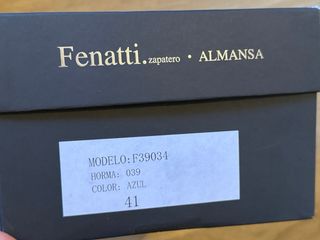 Fenatti.zapatero · ALMANSA
MODELO:F39034
HORMA: 039
COLOR: AZUL
41